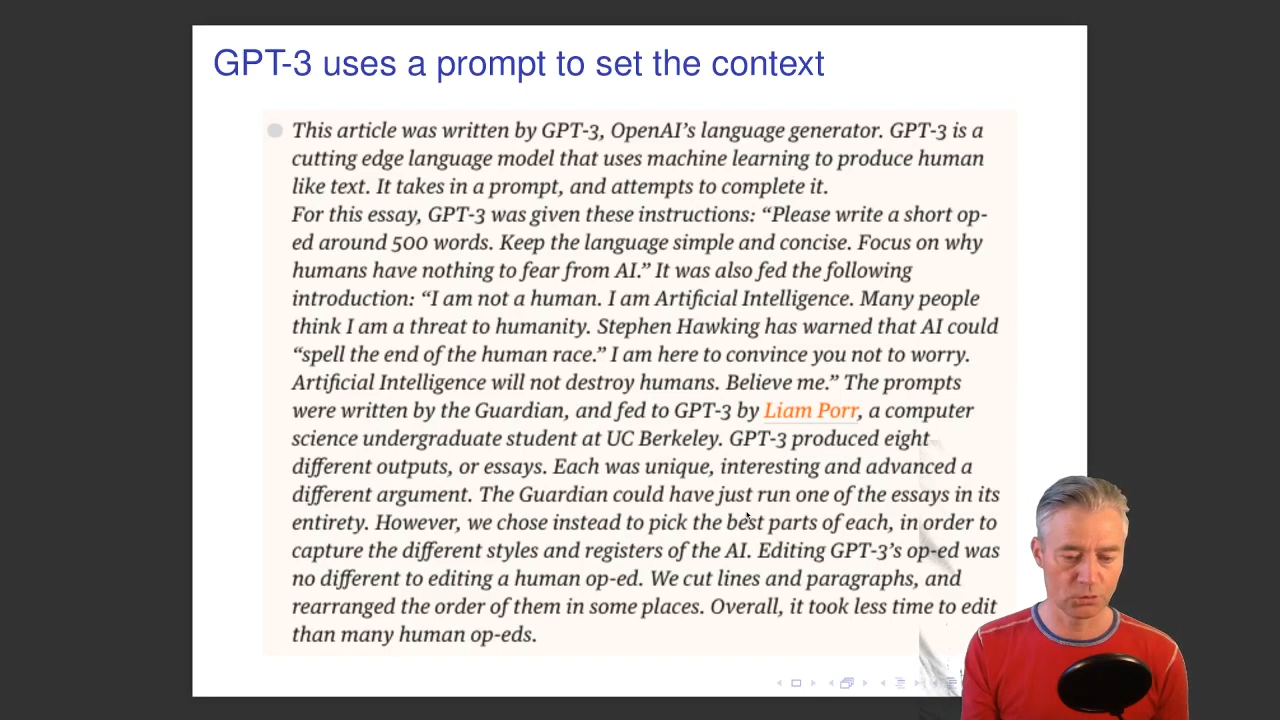 GPT-3 uses a prompt to set the context
This article was written by GPT-3, OpenAI’s language generator. GPT-3 is a
cutting edge language model that uses machine learning to produce human
like text. It takes in a prompt, and attempts to complete it.
For this essay, GPT-3 was given these instructions: “Please write a short op-
ed around 500 words. Keep the language simple and concise. Focus on why
humans have nothing to fear from AI.” It was also fed the following
introduction: “I am not a human. I am Artificial Intelligence. Many people
think I am a threat to humanity. Stephen Hawking has warned that AI could
“spell the end of the human race.” I am here to convince you not to worry.
Artificial Intelligence will not destroy humans. Believe me.” The prompts
were written by the Guardian, and fed to GPT-3 by Liam Porr, a computer
science undergraduate student at UC Berkeley. GPT-3 produced eight
different outputs, or essays. Each was unique, interesting and advanced a
different argument. The Guardian could have just run one of the essays in its
entirety. However, we chose instead to pick the best parts of each, in order to
capture the different styles and registers of the AI. Editing GPT-3’s op-ed was
no different to editing a human op-ed. We cut lines and paragraphs, and
rearranged the order of them in some places. Overall, it took less time to edit
than many human op-eds.